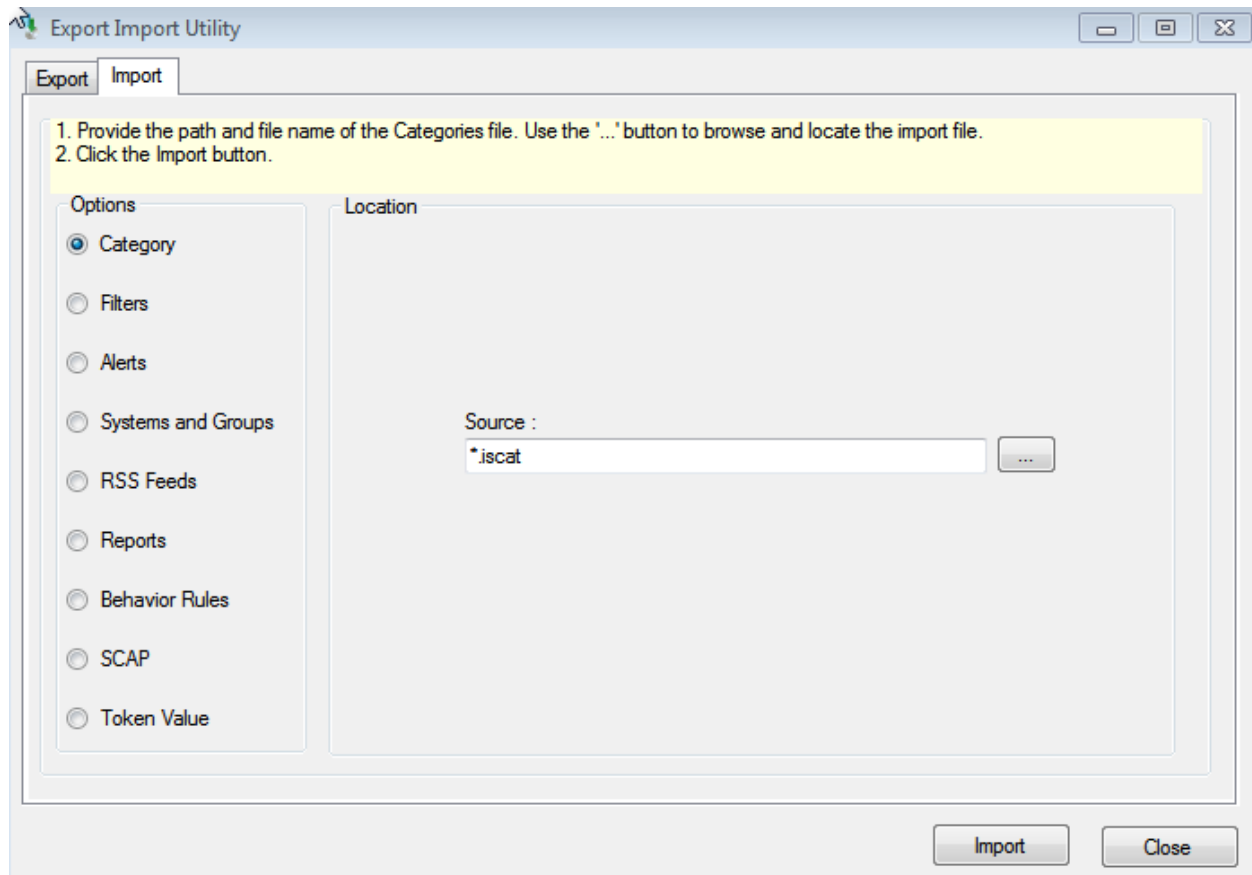 Export Import Utility
Export
Import
1. Provide the path and file name of the Categories file. Use the '...' button to browse and locate the import file.
2. Click the Import button.
Options
Category
Filters
Alerts
Systems and Groups
RSS Feeds
Reports
Behavior Rules
SCAP
Token Value
Location
Source :
*.iscat
...
Import
Close